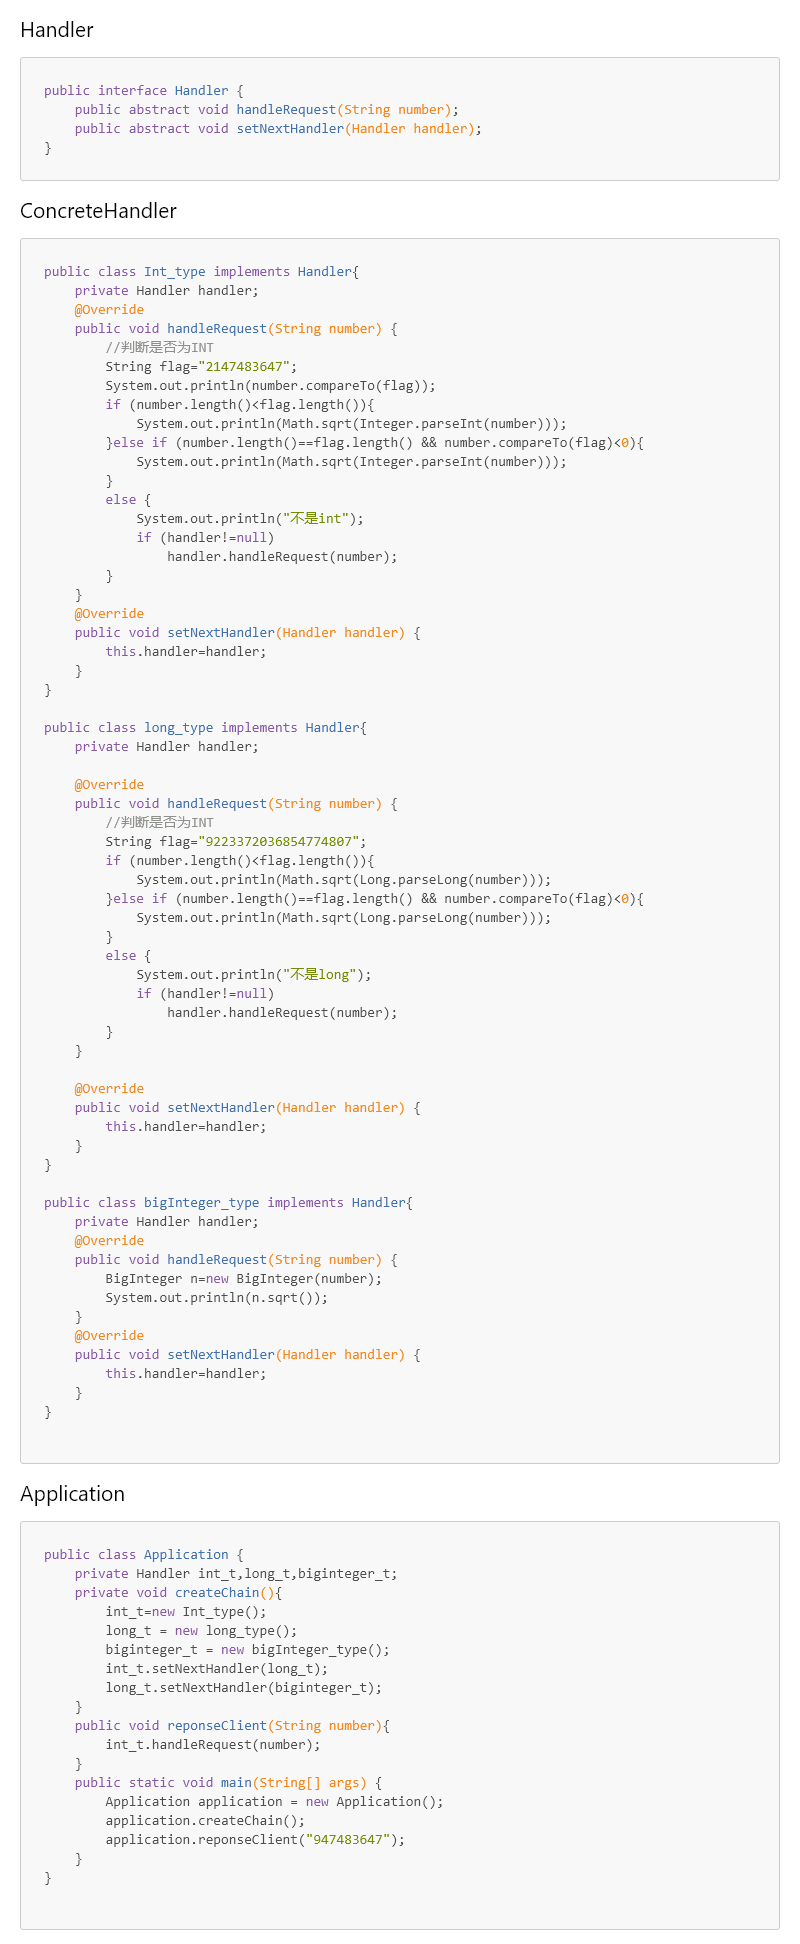 Handler
public interface Handler {
    public abstract void handleRequest(String number);
    public abstract void setNextHandler(Handler handler);
}
ConcreteHandler
public class Int_type implements Handler{
    private Handler handler;
    @Override
    public void handleRequest(String number) {
        //判断是否为INT
        String flag="2147483647";
        System.out.println(number.compareTo(flag));
        if (number.length()<flag.length()){
            System.out.println(Math.sqrt(Integer.parseInt(number)));
        }else if (number.length()==flag.length() && number.compareTo(flag)<0){
            System.out.println(Math.sqrt(Integer.parseInt(number)));
        }
        else {
            System.out.println("不是int");
            if (handler!=null)
                handler.handleRequest(number);
        }
    }
    @Override
    public void setNextHandler(Handler handler) {
        this.handler=handler;
    }
}
public class long_type implements Handler{
    private Handler handler;
    @Override
    public void handleRequest(String number) {
        //判断是否为INT
        String flag="9223372036854774807";
        if (number.length()<flag.length()){
            System.out.println(Math.sqrt(Long.parseLong(number)));
        }else if (number.length()==flag.length() && number.compareTo(flag)<0){
            System.out.println(Math.sqrt(Long.parseLong(number)));
        }
        else {
            System.out.println("不是long");
            if (handler!=null)
                handler.handleRequest(number);
        }
    }
    @Override
    public void setNextHandler(Handler handler) {
        this.handler=handler;
    }
}
public class bigInteger_type implements Handler{
    private Handler handler;
    @Override
    public void handleRequest(String number) {
        BigInteger n=new BigInteger(number);
        System.out.println(n.sqrt());
    }
    @Override
    public void setNextHandler(Handler handler) {
        this.handler=handler;
    }
}
Application
public class Application {
    private Handler int_t,long_t,biginteger_t;
    private void createChain(){
        int_t=new Int_type();
        long_t = new long_type();
        biginteger_t = new bigInteger_type();
        int_t.setNextHandler(long_t);
        long_t.setNextHandler(biginteger_t);
    }
    public void reponseClient(String number){
        int_t.handleRequest(number);
    }
    public static void main(String[] args) {
        Application application = new Application();
        application.createChain();
        application.reponseClient("947483647");
    }
}